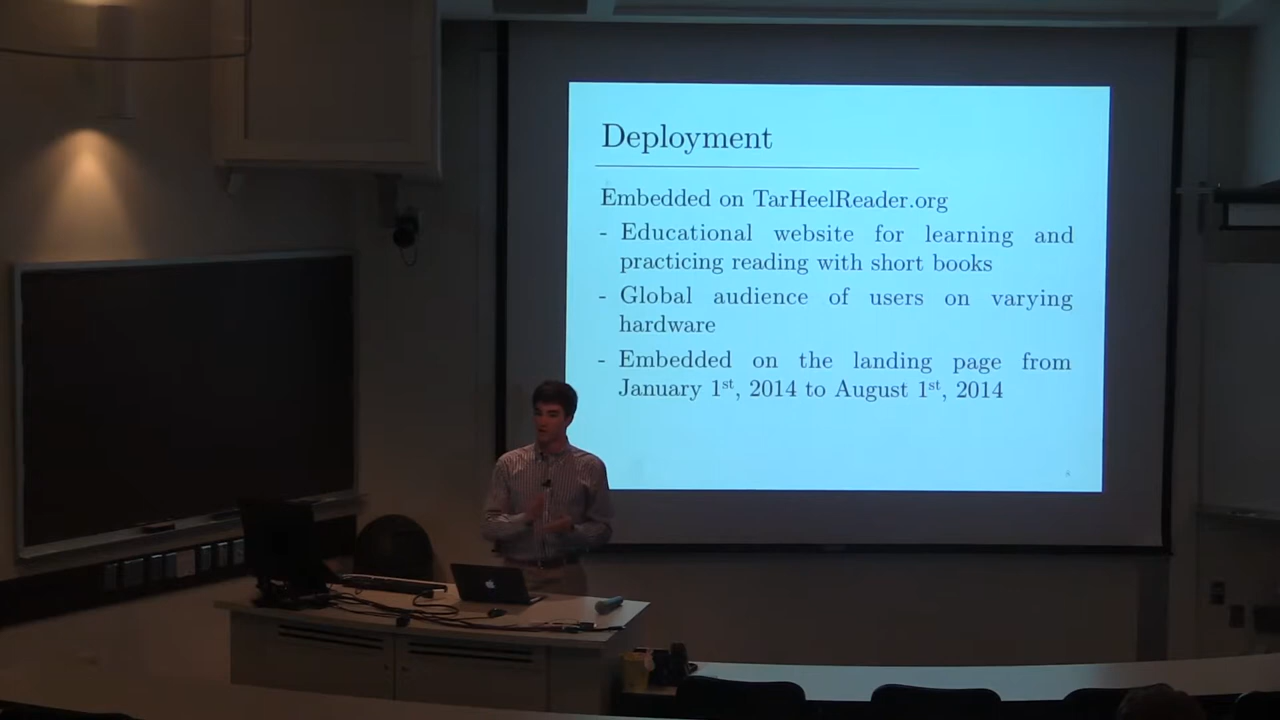 Deployment
Embedded on TarHeelReader.org
- Educational website for learning and
practicing reading with short books
- Global audience of users on varying
hardware
- Embedded on the landing page from
January 1st, 2014 to August 1st, 2014